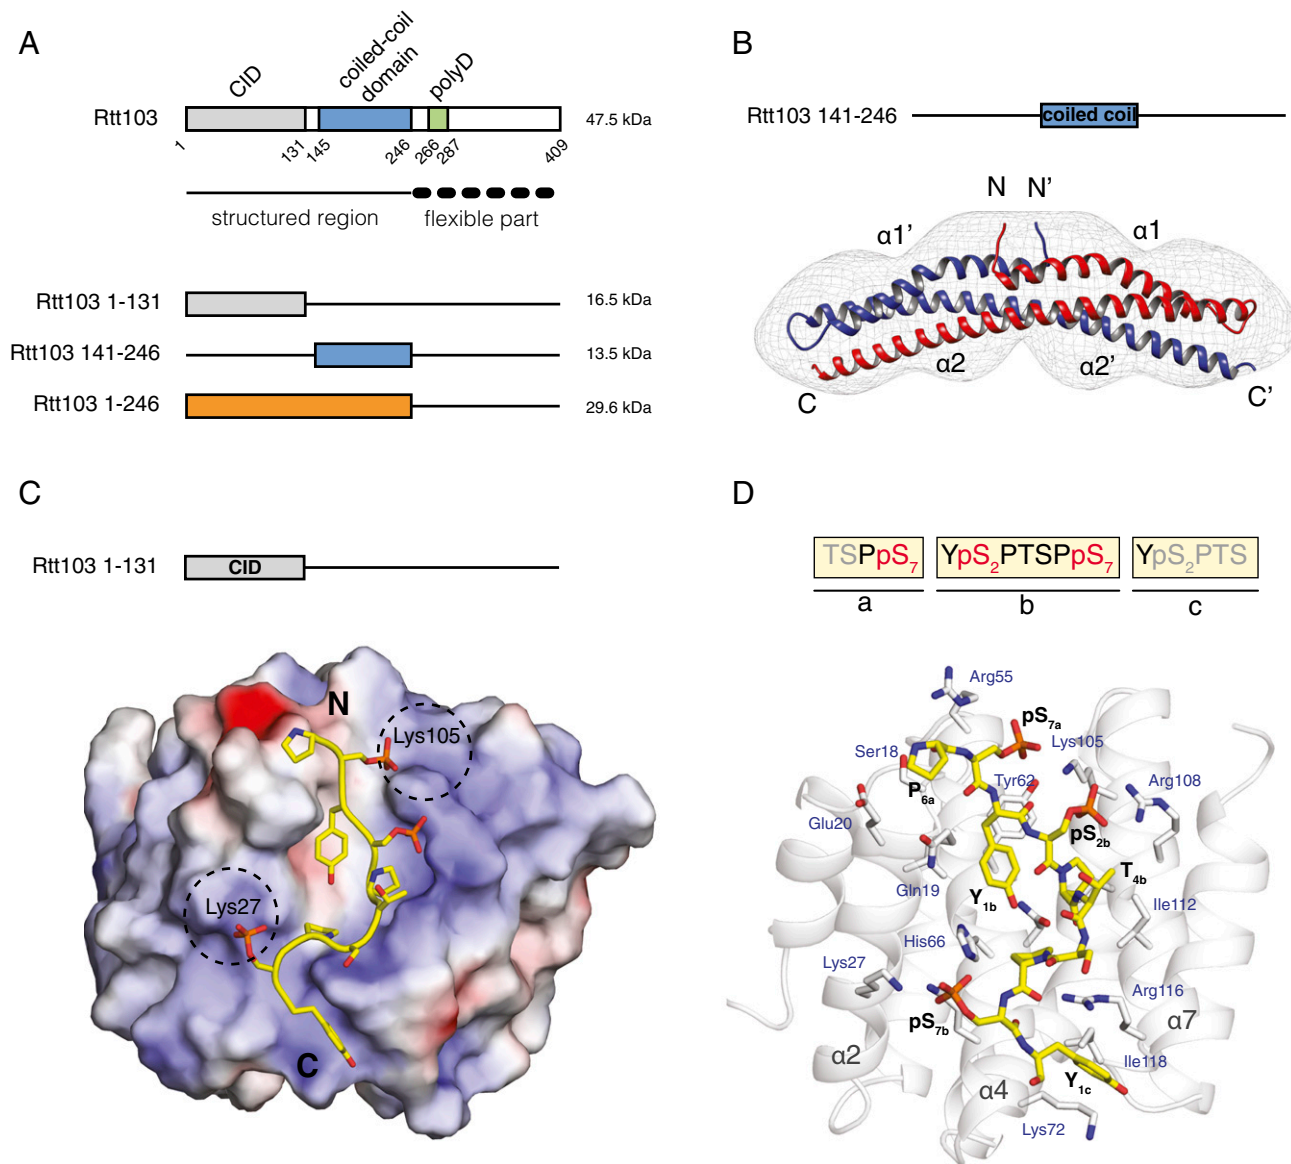 A
CID
coiled-coil
domain
polyD
Rtt103
47.5 kDa
1
131
145
246
266
287
409
structured region
flexible part
Rtt103 1-131
16.5 kDa
Rtt103 141-246
13.5 kDa
Rtt103 1-246
29.6 kDa
B
Rtt103 141-246
coiled coil
N
N’
α1’
α1
α2
α2’
C
C’
C
Rtt103 1-131
CID
N
Lys105
Lys27
C
D
TSPpS7
YpS2PTSPpS7
YpS2PTS
a
b
c
Arg55
pS7a
Ser18
Lys105
P6a
Tyr62
Arg108
Glu20
pS2b
Gln19
T4b
Y1b
Ile112
His66
Lys27
Arg116
pS7b
α7
α2
Ile118
α4
Y1c
Lys72